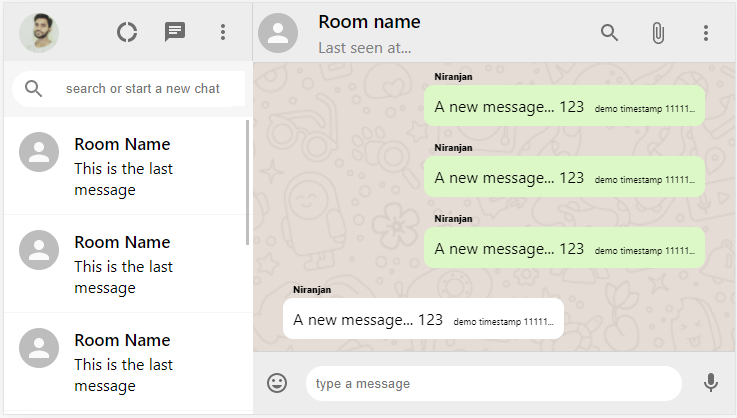 search or start a new chat
Room Name
This is the last
message
Room Name
This is the last
message
Room Name
This is the last
message
Room name
Last seen at...
Niranjan
A new message... 123 demo timestamp 11111...
Niranjan
A new message... 123 demo timestamp 11111...
Niranjan
A new message... 123 demo timestamp 11111...
Niranjan
A new message... 123 demo timestamp 11111...
type a message